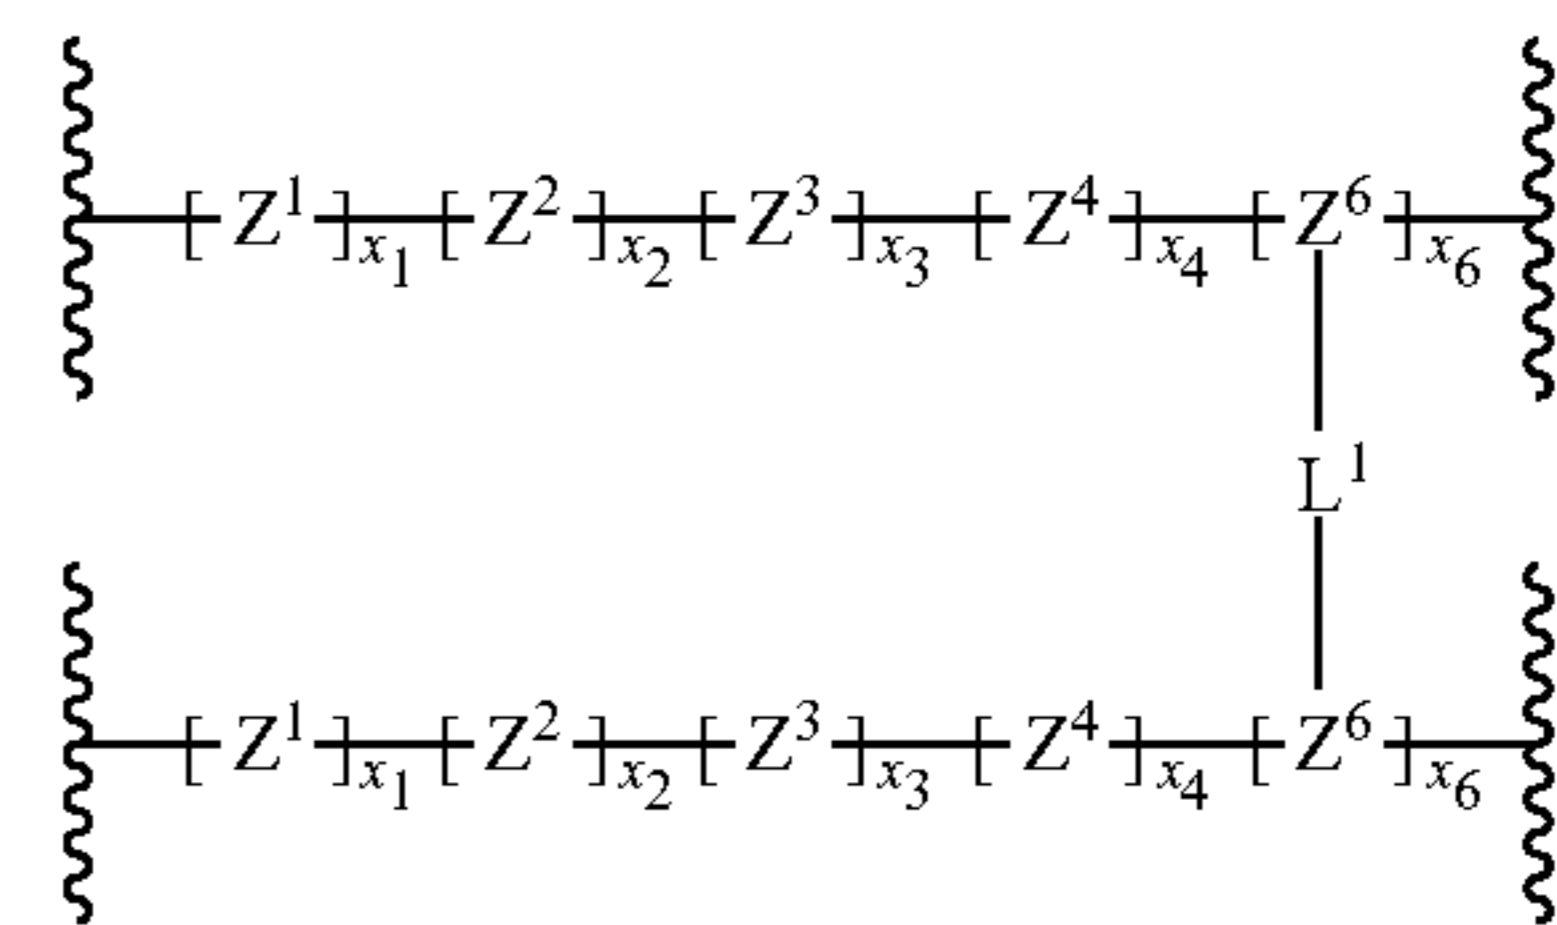 [ Z¹ ]x₁ [ Z² ]x₂ [ Z³ ]x₃ [ Z⁴ ]x₄ [ Z⁶ ]x₆
L¹
[ Z¹ ]x₁ [ Z² ]x₂ [ Z³ ]x₃ [ Z⁴ ]x₄ [ Z⁶ ]x₆